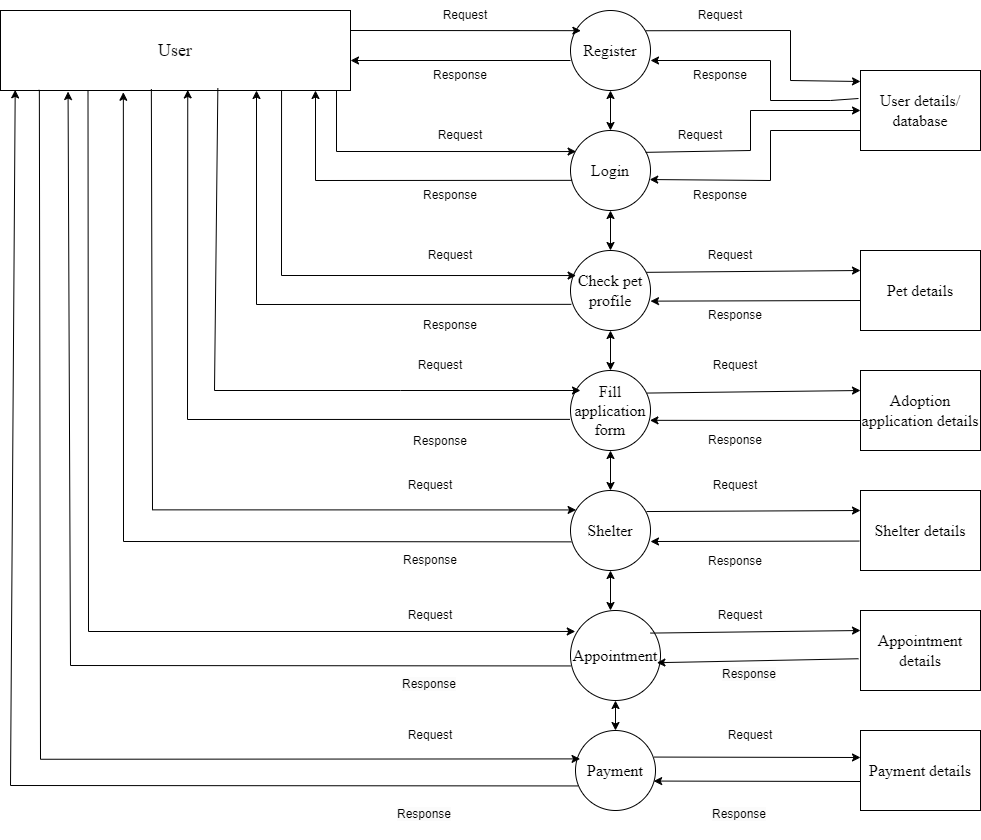 Request
Request
User
Register
Response
Response
User details/
database
Request
Request
Login
Response
Response
Request
Request
Check pet
profile
Pet details
Response
Response
Request
Request
Fill
application
form
Adoption
application details
Response
Response
Request
Request
Shelter
Shelter details
Response
Response
Request
Request
Appointment
Appointment
details
Response
Response
Request
Request
Payment
Payment details
Response
Response